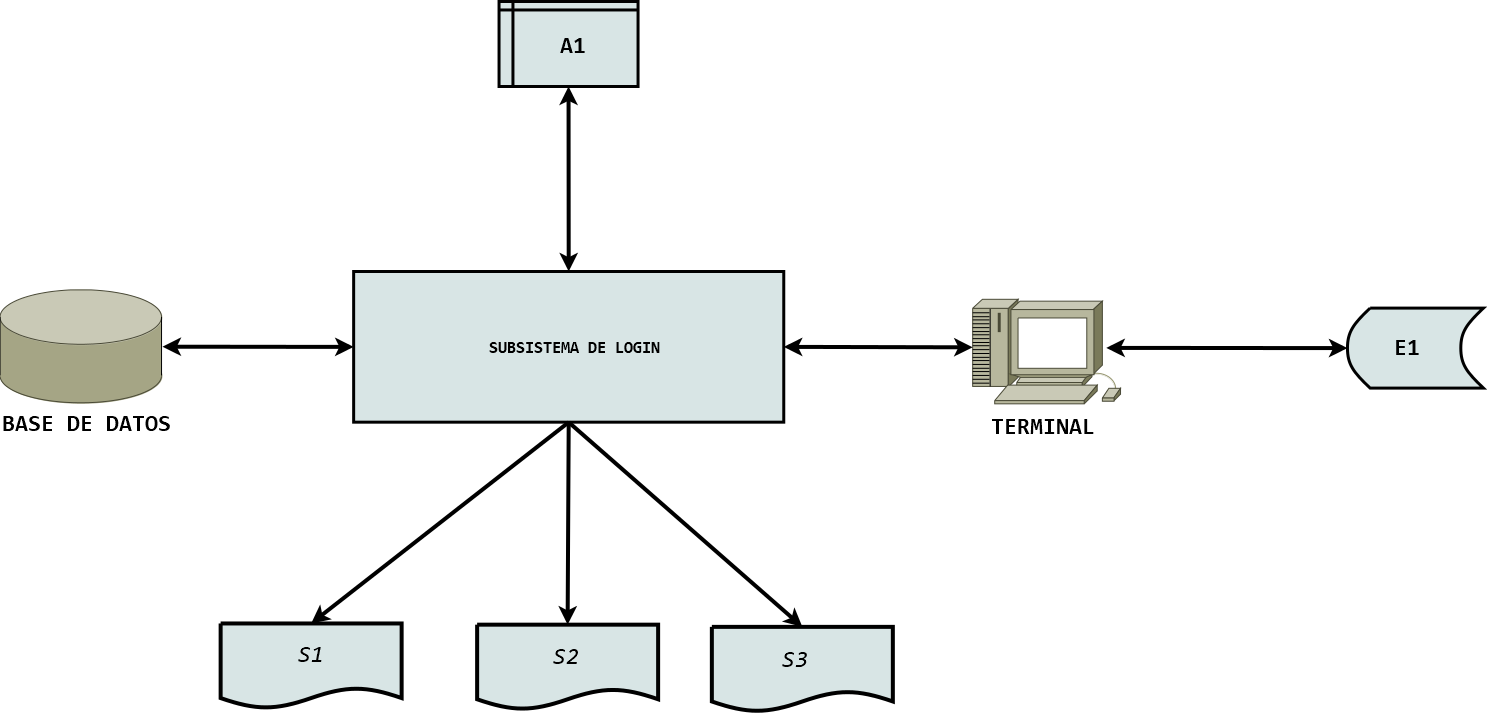 A1
SUBSISTEMA DE LOGIN
E1
BASE DE DATOS
TERMINAL
S1
S2
S3